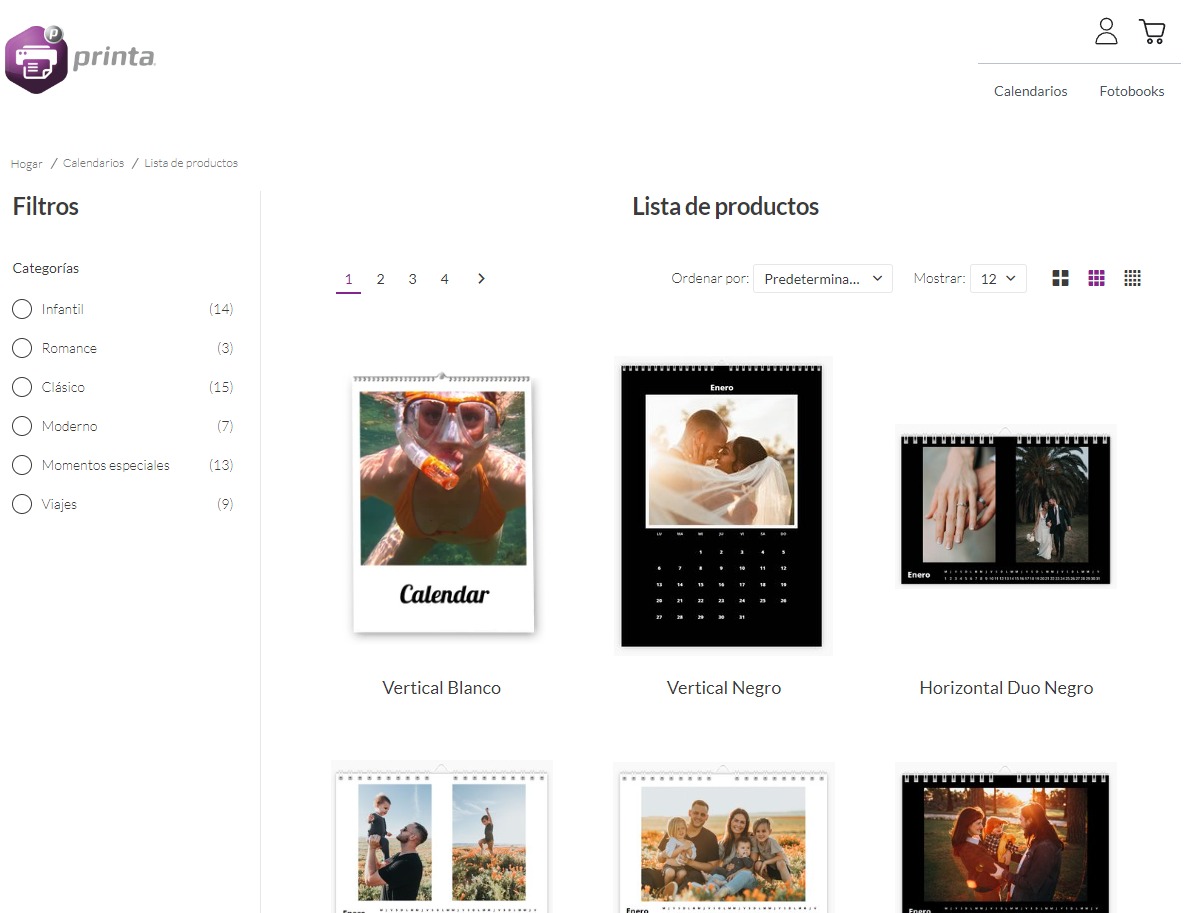 printa
Calendarios Fotobooks
Hogar / Calendarios / Lista de productos
Filtros
Lista de productos
Categorías
1 2 3 4
Ordenar por: Predetermina...
Mostrar: 12
Infantil (14)
Romance (3)
Clásico (15)
Moderno (7)
Momentos especiales (13)
Viajes (9)
Calendar
Enero
LU MA MI JU VI SA DO
1 2 3 4 5
6 7 8 9 10 11 12
13 14 15 16 17 18 19
20 21 22 23 24 25 26
27 28 29 30 31
Enero
Vertical Blanco
Vertical Negro
Horizontal Duo Negro
Enero
Enero
Enero